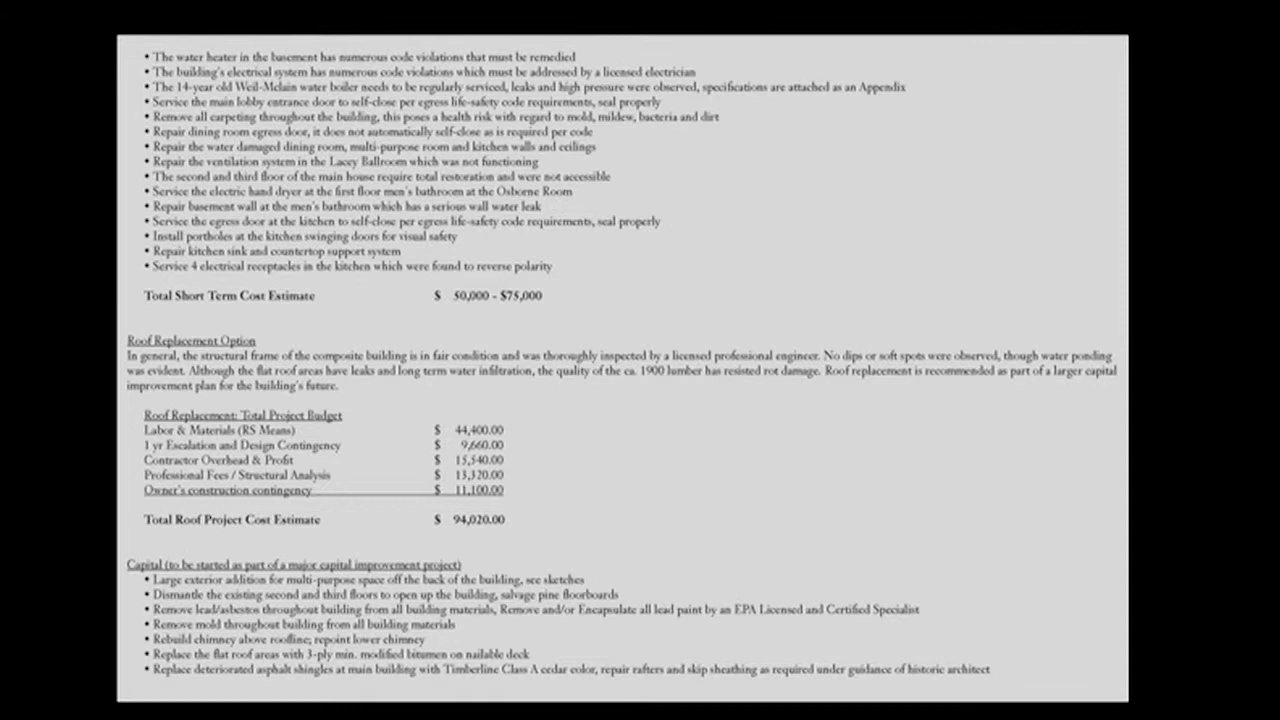 • The water heater in the basement has numerous code violations that must be remedied
• The building's electrical system has numerous code violations which must be addressed by a licensed electrician
• The 14-year old Weil-Mclain water boiler needs to be regularly serviced, leaks and high pressure were observed, specifications are attached as an Appendix
• Service the main lobby entrance door to self-close per egress life-safety code requirements, seal properly
• Remove all carpeting throughout the building, this poses a health risk with regard to mold, mildew, bacteria and dirt
• Repair dining room egress door, it does not automatically self-close as is required per code
• Repair the water damaged dining room, multi-purpose room and kitchen walls and ceilings
• Repair the ventilation system in the Lacey Ballroom which was not functioning
• The second and third floor of the main house require total restoration and were not accessible
• Service the electric hand dryer at the first floor men's bathroom at the Osborne Room
• Repair basement wall at the men's bathroom which has a serious wall water leak
• Service the egress door at the kitchen to self-close per egress life-safety code requirements, seal properly
• Install portholes at the kitchen swinging doors for visual safety
• Repair kitchen sink and countertop support system
• Service 4 electrical receptacles in the kitchen which were found to reverse polarity
Total Short Term Cost Estimate $ 50,000 - $75,000
Roof Replacement Option
In general, the structural frame of the composite building is in fair condition and was thoroughly inspected by a licensed professional engineer. No dips or soft spots were observed, though water ponding
was evident. Although the flat roof areas have leaks and long term water infiltration, the quality of the ca. 1900 lumber has resisted rot damage. Roof replacement is recommended as part of a larger capital
improvement plan for the building's future.
Roof Replacement: Total Project Budget
Labor & Materials (RS Means) $ 44,400.00
1 yr Escalation and Design Contingency $ 9,660.00
Contractor Overhead & Profit $ 15,540.00
Professional Fees / Structural Analysis $ 13,320.00
Owner's construction contingency $ 11,100.00
Total Roof Project Cost Estimate $ 94,020.00
Capital (to be started as part of a major capital improvement project)
• Large exterior addition for multi-purpose space off the back of the building, see sketches
• Dismantle the existing second and third floors to open up the building, salvage pine floorboards
• Remove lead/asbestos throughout building from all building materials, Remove and/or Encapsulate all lead paint by an EPA Licensed and Certified Specialist
• Remove mold throughout building from all building materials
• Rebuild chimney above roofline; repoint lower chimney
• Replace the flat roof areas with 3-ply min. modified bitumen on nailable deck
• Replace deteriorated asphalt shingles at main building with Timberline Class A cedar color, repair rafters and skip sheathing as required under guidance of historic architect